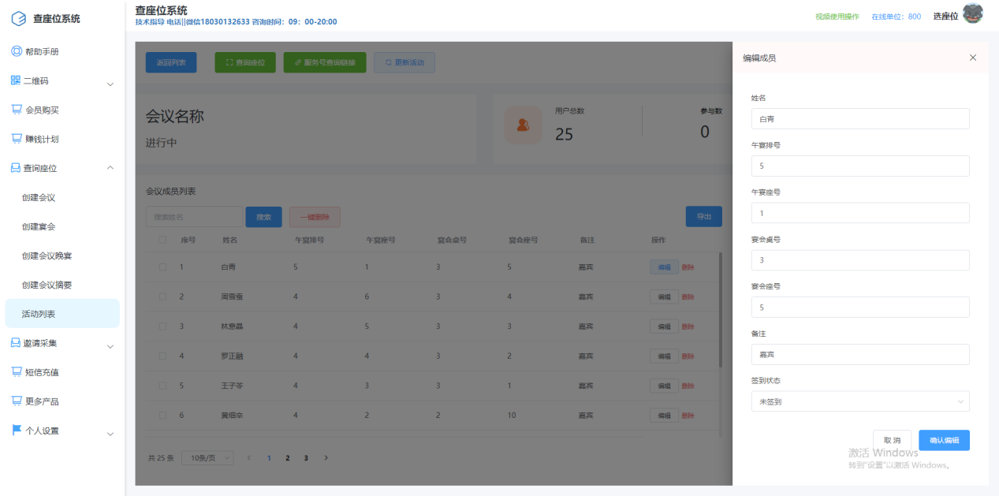 查座位系统
帮助手册
二维码
会员购买
赚钱计划
查询座位
创建会议
创建宴会
创建会议晚宴
创建会议摘要
活动列表
邀请采集
短信充值
更多产品
个人设置
查座位系统
技术指导 电话||微信18030132633 咨询时间：09：00-20:00
视频使用操作 在线单位：800 选座位
返回列表 查询座位 服务号查询链接 更新活动
会议名称
进行中
用户总数
25
参与数
0
会议成员列表
搜索姓名 搜索 一键删除 导出
座号 姓名 午宴排号 午宴座号 宴会桌号 宴会座号 备注 操作
1 白青 5 1 3 5 嘉宾 编辑 删除
2 周雪蚕 4 6 3 4 嘉宾 编辑 删除
3 林息晶 4 5 3 3 嘉宾 编辑 删除
4 罗正融 4 4 3 2 嘉宾 编辑 删除
5 王子苓 4 3 3 1 嘉宾 编辑 删除
6 黄细辛 4 2 2 10 嘉宾 编辑 删除
共 25 条 10条/页 1 2 3
编辑成员
姓名
白青
午宴排号
5
午宴座号
1
宴会桌号
3
宴会座号
5
备注
嘉宾
签到状态
未签到
取 消 确认编辑
激活 Windows
转到"设置"以激活 Windows。